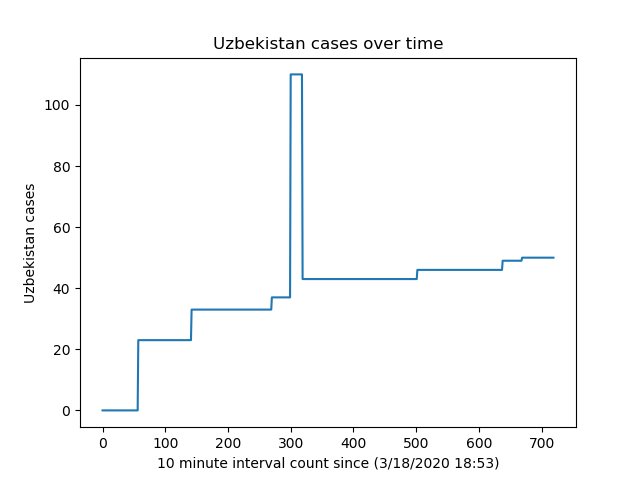 Uzbekistan cases over time
100
80
60
40
20
0
Uzbekistan cases
0 100 200 300 400 500 600 700
10 minute interval count since (3/18/2020 18:53)